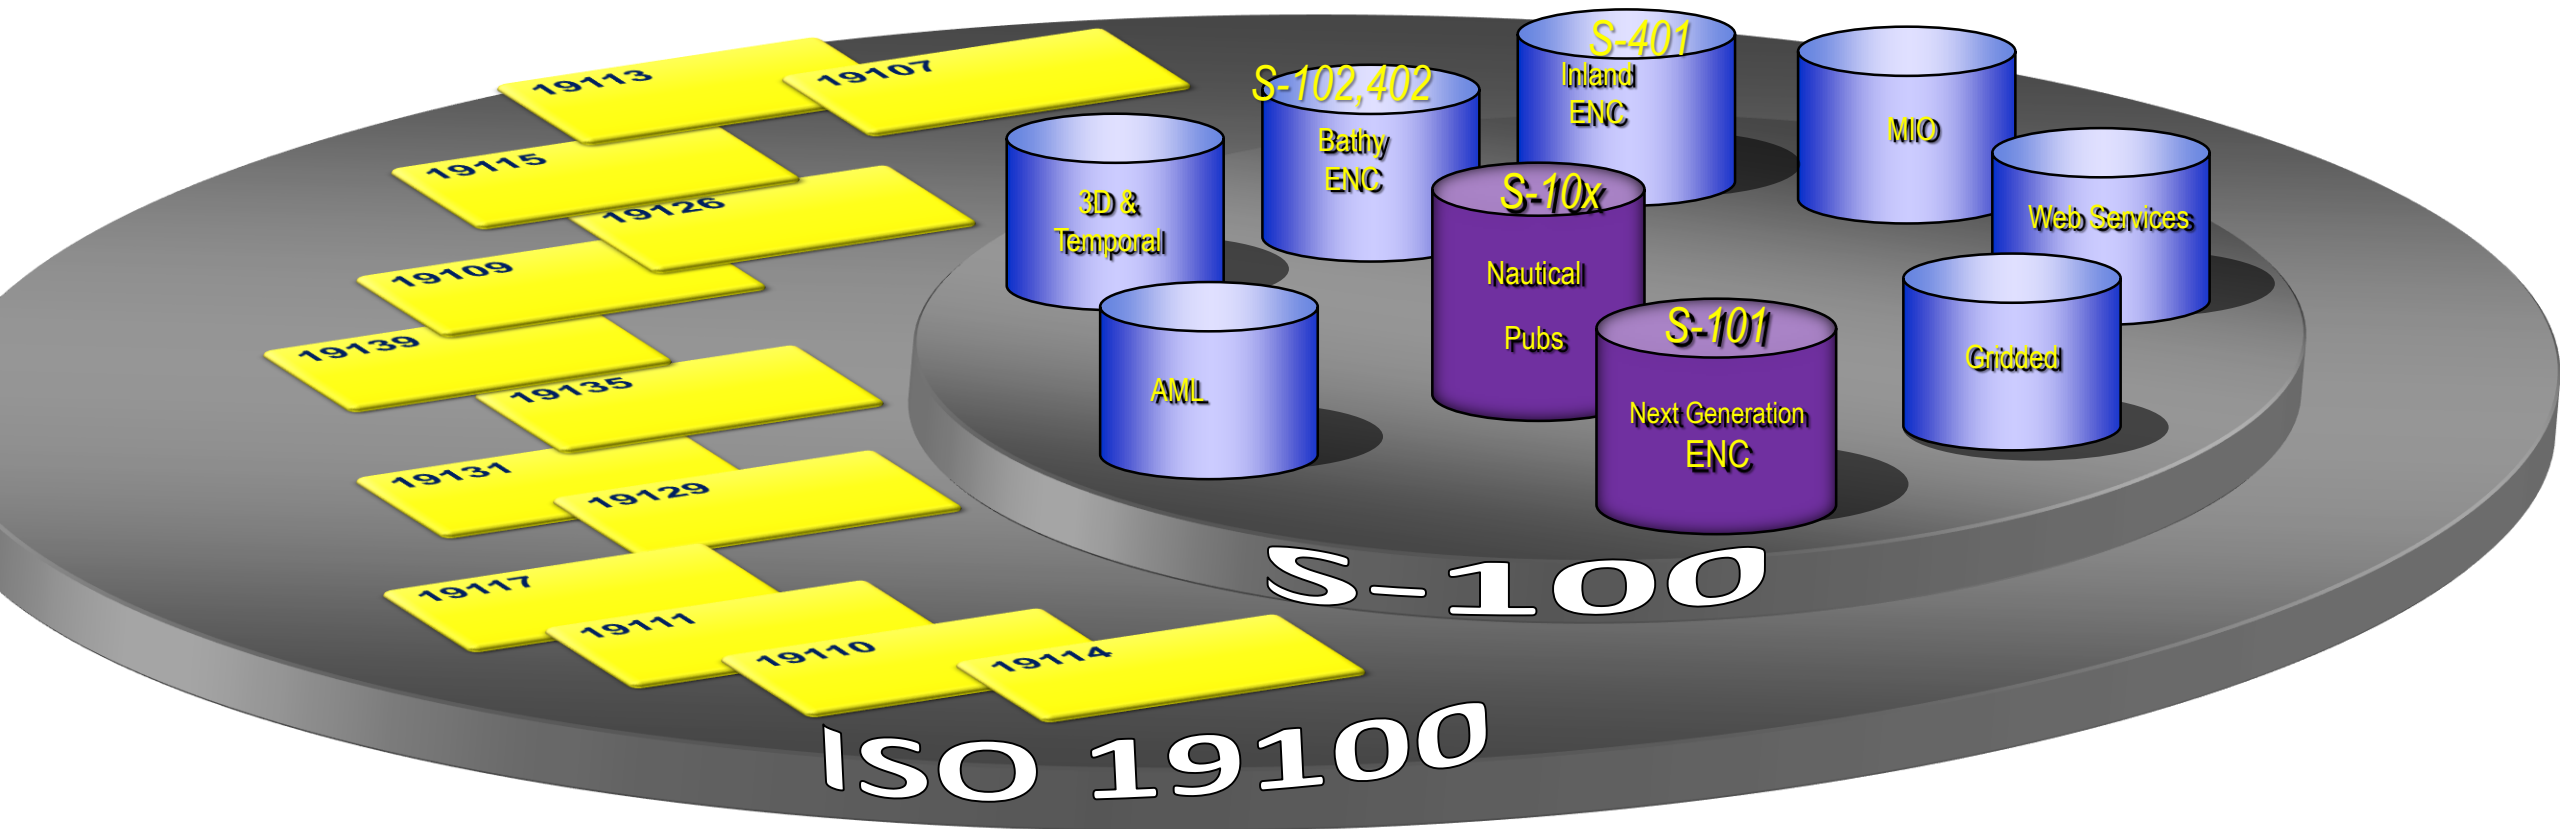 19113
19107
19115
19126
19109
19139
19135
19131
19129
19117
19111
19110
19114
S-401
Inland
ENC
S-102,402
Bathy
ENC
MIO
3D &
Temporal
S-10x
Nautical
Pubs
Web Services
AML
S-101
Next Generation
ENC
Gridded
S-100
ISO 19100